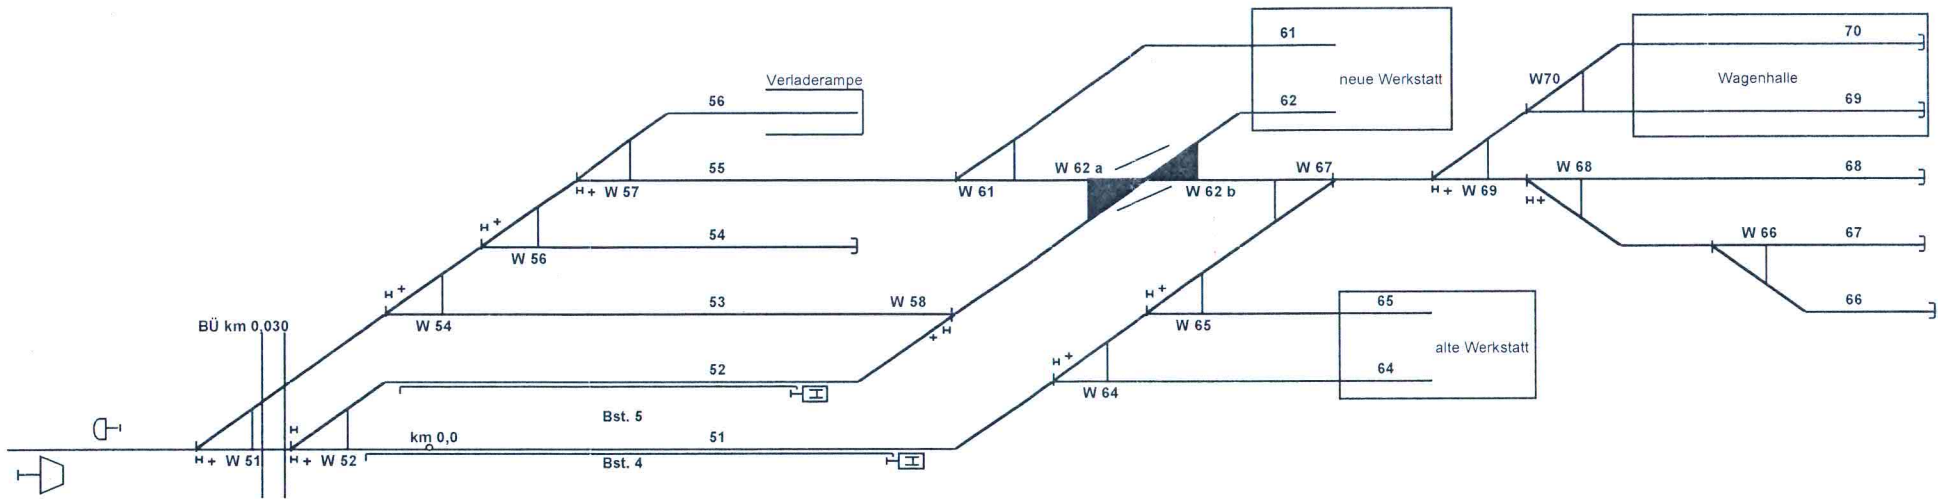 61
70
W70
neue Werkstatt
Wagenhalle
Verladerampe
56
62
69
55
W 62 a
W 67
W 68
68
H + W 57
W 61
W 62 b
H + W 69
H +
H +
54
W 66
67
W 56
H +
H +
53
W 58
65
66
BÜ km 0,030
W 54
+ H
W 65
alte Werkstatt
H +
52
64
W 64
H
Bst. 5
H
km 0,0
51
H + W 51
H + W 52
Bst. 4
H